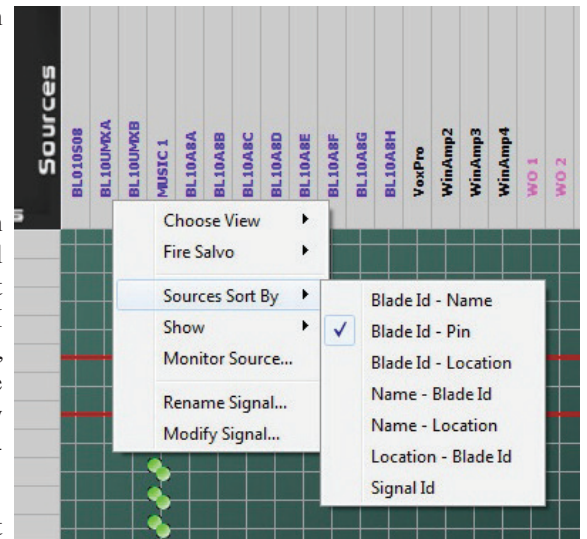 Sources
BL010S08
BL10UMXA
BL10UMXB
MUSIC 1
BL10A8A
BL10A8B
BL10A8C
BL10A8D
BL10A8E
BL10A8F
BL10A8G
BL10A8H
VoxPro
WinAmp2
WinAmp3
WinAmp4
WO 1
WO 2
Choose View
Fire Salvo
Sources Sort By
Show
Monitor Source...
Rename Signal...
Modify Signal...
Blade Id - Name
Blade Id - Pin
Blade Id - Location
Name - Blade Id
Name - Location
Location - Blade Id
Signal Id